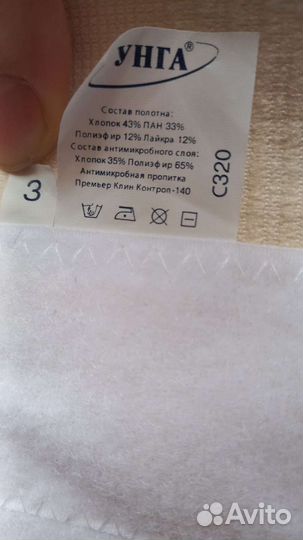 УНГА®
Состав полотна:
Хлопок 43% ПАН 33%
Полиэфир 12% Лайкра 12%
Состав антимикробного слоя:
Хлопок 35% Полиэфир 65%
Антимикробная пропитка
Премьер Клин Контроп-140
С320
3
Avito